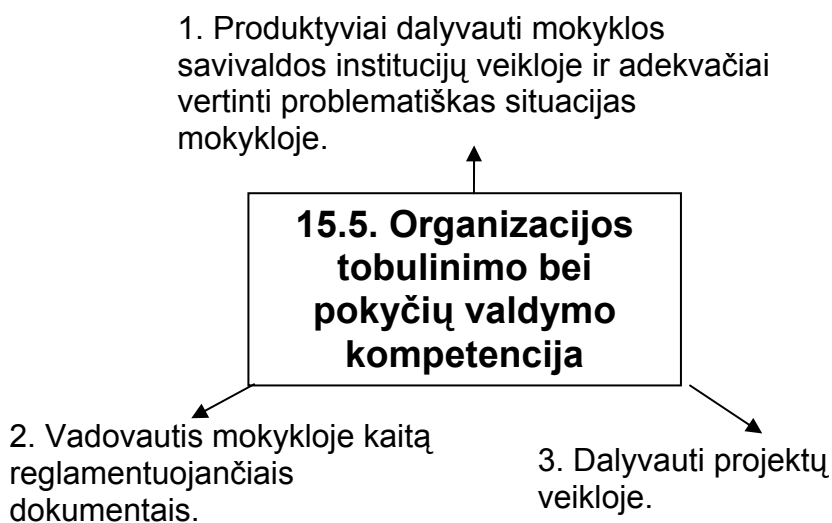 1. Produktyviai dalyvauti mokyklos
savivaldos institucijų veikloje ir adekvačiai
vertinti problematiškas situacijas
mokykloje.
15.5. Organizacijos
tobulinimo bei
pokyčių valdymo
kompetencija
2. Vadovautis mokykloje kaitą
reglamentuojančiais
dokumentais.
3. Dalyvauti projektų
veikloje.